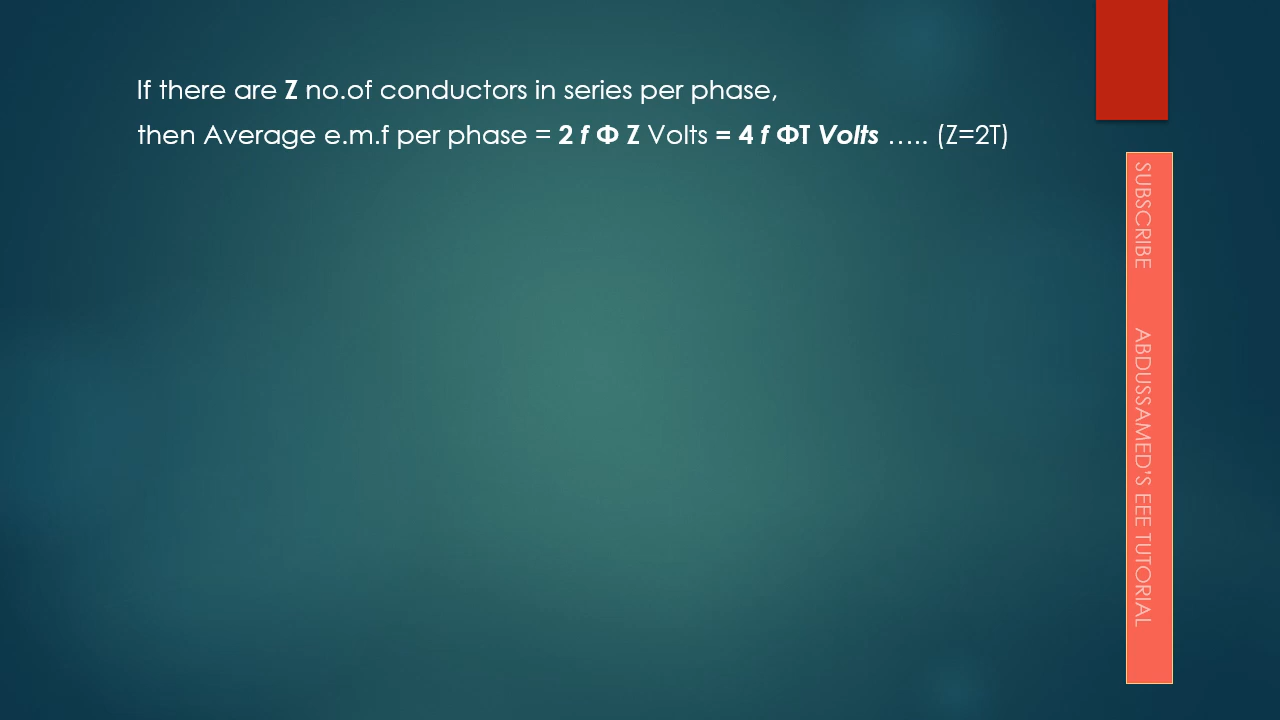 If there are Z no.of conductors in series per phase,
then Average e.m.f per phase = 2 f Φ Z Volts = 4 f ΦT Volts ….. (Z=2T)
SUBSCRIBE ABDUSSAMED'S EEE TUTORIAL